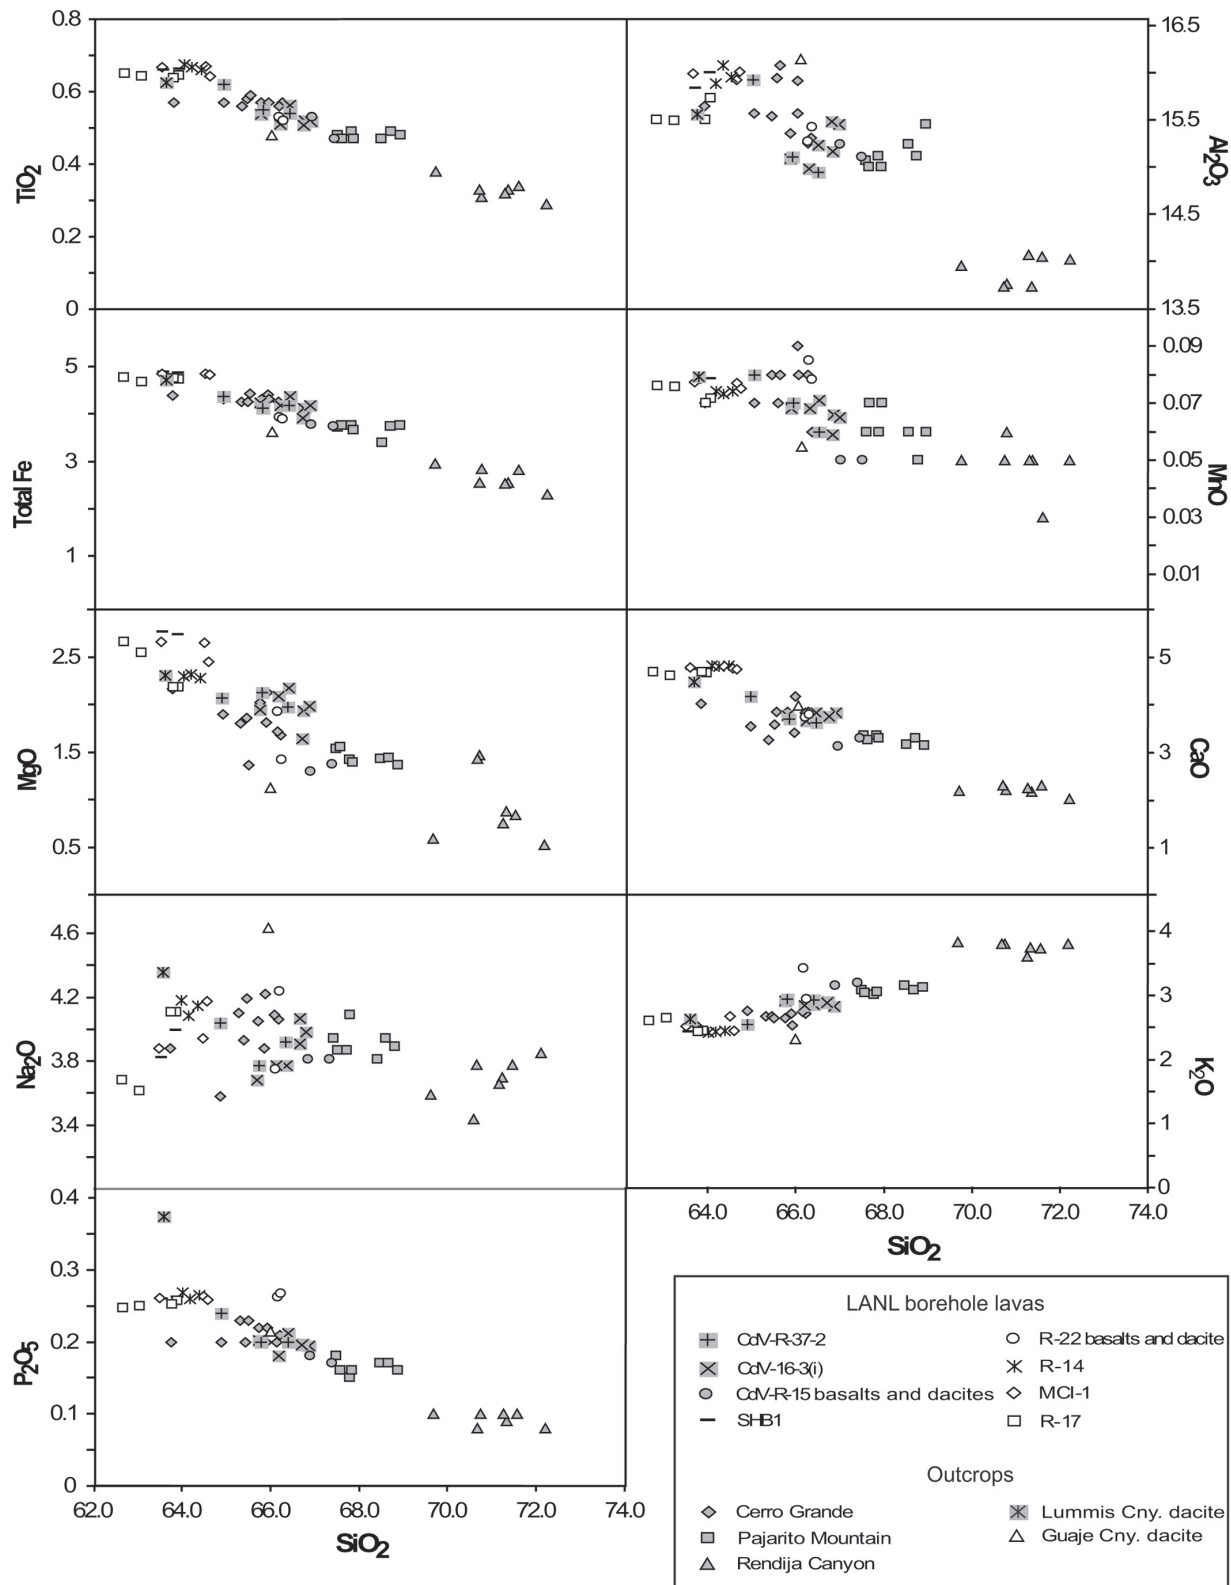 0.8
0.6
0.4
0.2
0
TiO2
16.5
15.5
14.5
13.5
Al2O3
5
3
1
Total Fe
0.09
0.07
0.05
0.03
0.01
MnO
2.5
1.5
0.5
MgO
5
3
1
CaO
4.6
4.2
3.8
3.4
Na2O
4
3
2
1
0
K2O
64.0 66.0 68.0 70.0 72.0 74.0
SiO2
0.4
0.3
0.2
0.1
0
P2O5
62.0 64.0 66.0 68.0 70.0 72.0 74.0
SiO2
LANL borehole lavas
CdV-R-37-2
CdV-16-3(i)
CdV-R-15 basalts and dacites
SHB1
R-22 basalts and dacite
R-14
MCI-1
R-17
Outcrops
Cerro Grande
Pajarito Mountain
Rendija Canyon
Lummis Cny. dacite
Guaje Cny. dacite